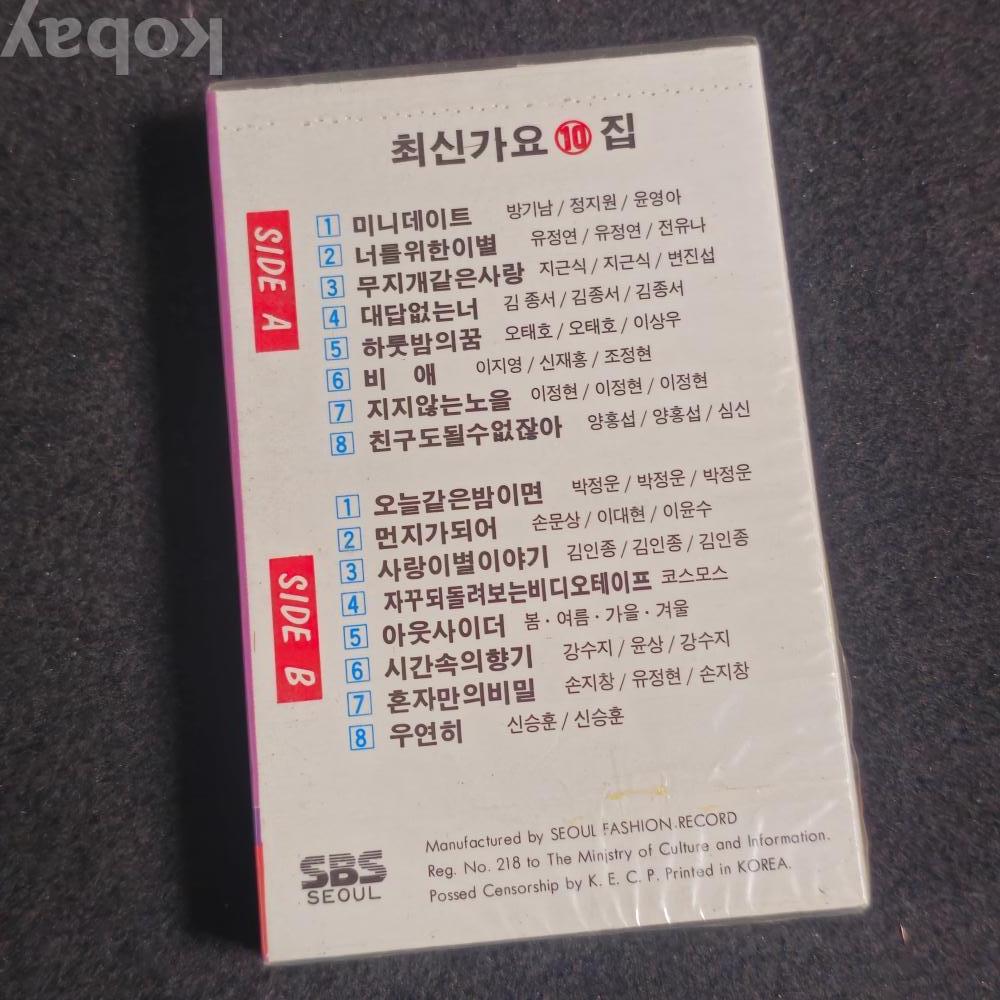 kobay
최신가요 ⑩ 집
SIDE A
1 미니데이트 방기남 / 정지원 / 윤영아
2 너를위한이별 유정연 / 유정연 / 전유나
3 무지개같은사랑 지근식 / 지근식 / 변진섭
4 대답없는너 김종서 / 김종서 / 김종서
5 하룻밤의꿈 오태호 / 오태호 / 이상우
6 비 애 이지영 / 신재홍 / 조정현
7 지지않는노을 이정현 / 이정현 / 이정현
8 친구도될수없잖아 양홍섭 / 양홍섭 / 심신
SIDE B
1 오늘같은밤이면 박정운 / 박정운 / 박정운
2 먼지가되어 손문상 / 이대현 / 이윤수
3 사랑이별이야기 김인종 / 김인종 / 김인종
4 자꾸되돌려보는비디오테이프 코스모스
5 아웃사이더 봄 · 여름 · 가을 · 겨울
6 시간속의향기 강수지 / 윤상 / 강수지
7 혼자만의비밀 손지창 / 유정현 / 손지창
8 우연히 신승훈 / 신승훈
SBS
SEOUL
Manufactured by SEOUL FASHION RECORD
Reg. No. 218 to The Ministry of Culture and Information.
Possed Censorship by K. E. C. P. Printed in KOREA.